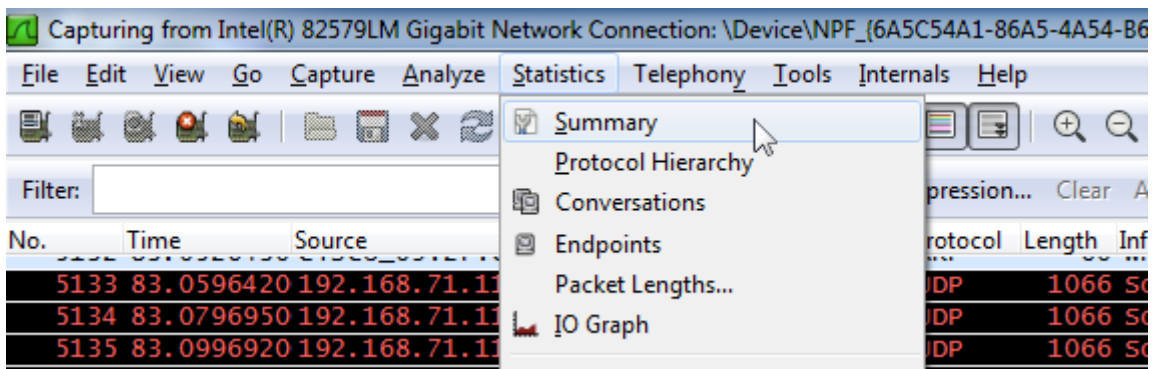 Capturing from Intel(R) 82579LM Gigabit Network Connection: \Device\NPF_{6A5C54A1-86A5-4A54-B6
File Edit View Go Capture Analyze Statistics Telephony Tools Internals Help
Summary
Protocol Hierarchy
Filter: pression... Clear A
Conversations
No. Time Source rotocol Length Inf
Endpoints
5133 83.0596420 192.168.71.11 UDP 1066 So
Packet Lengths...
5134 83.0796950 192.168.71.11 UDP 1066 So
IO Graph
5135 83.0996920 192.168.71.11 UDP 1066 So